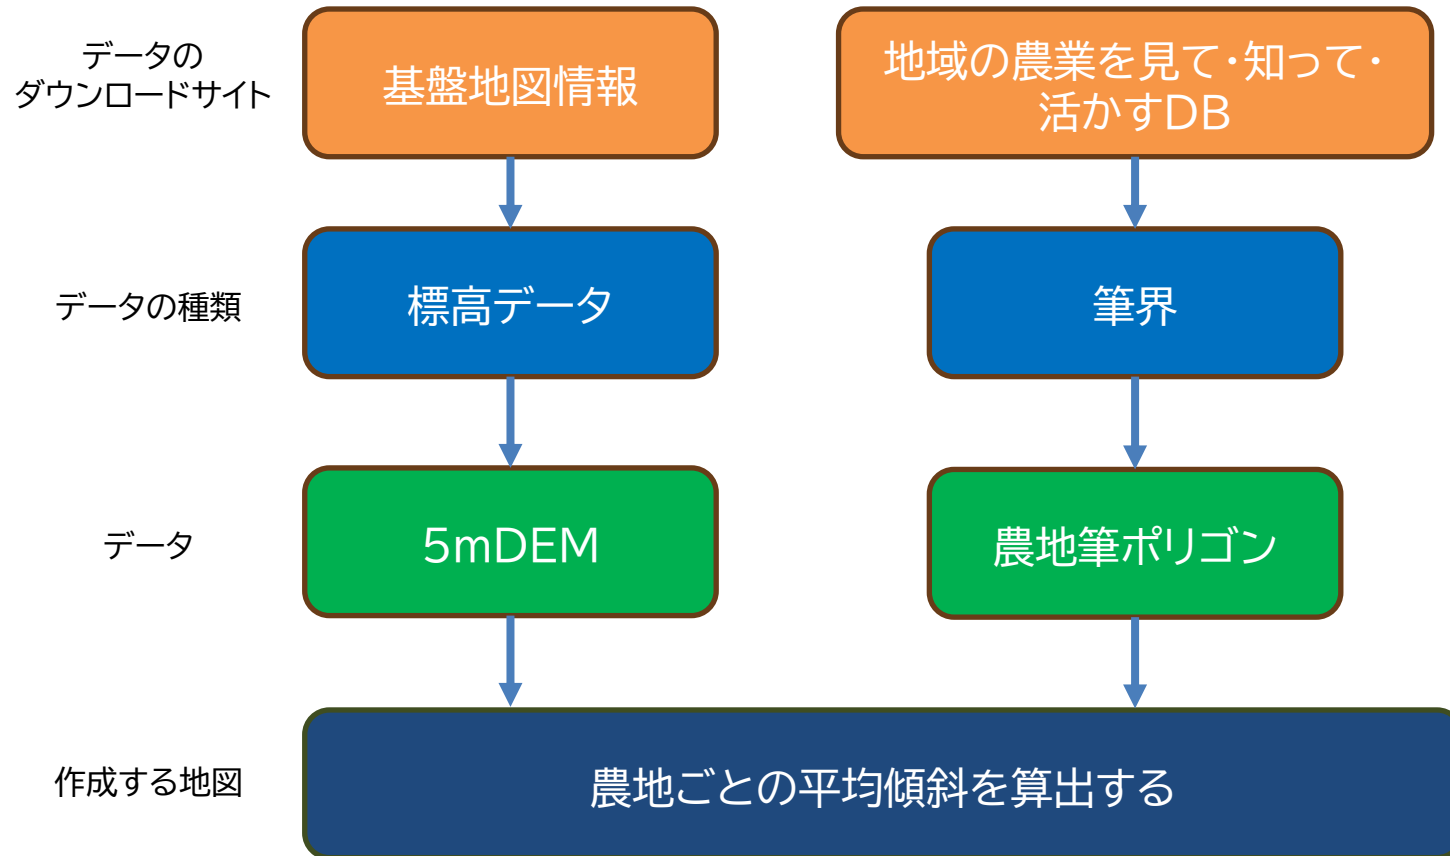 データの
ダウンロードサイト
基盤地図情報
地域の農業を見て・知って・
活かすDB
データの種類
標高データ
筆界
データ
5mDEM
農地筆ポリゴン
作成する地図
農地ごとの平均傾斜を算出する